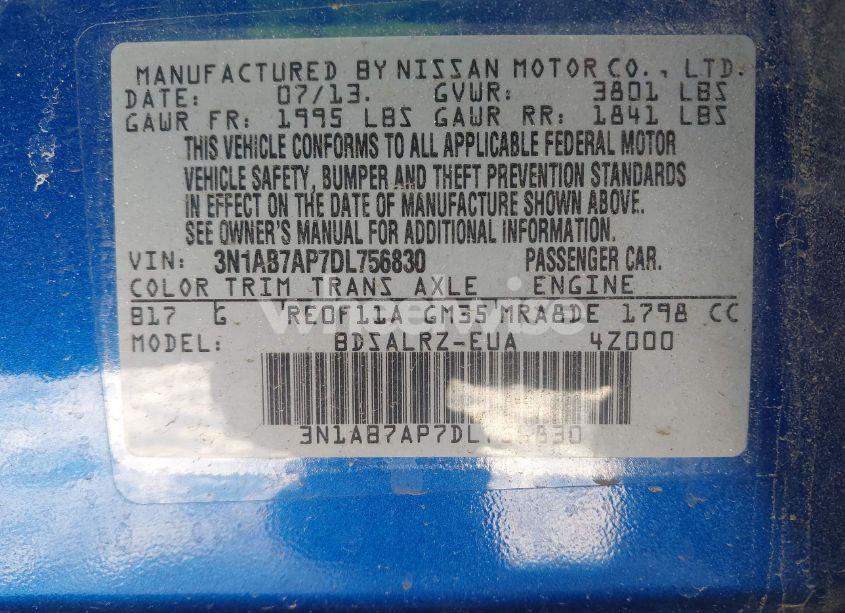 MANUFACTURED BY NISSAN MOTOR CO., LTD.
DATE: 07/13. GVWR: 3801 LBS
GAWR FR: 1995 LBS GAWR RR: 1841 LBS
THIS VEHICLE CONFORMS TO ALL APPLICABLE FEDERAL MOTOR
VEHICLE SAFETY, BUMPER AND THEFT PREVENTION STANDARDS
IN EFFECT ON THE DATE OF MANUFACTURE SHOWN ABOVE.
SEE OWNER'S MANUAL FOR ADDITIONAL INFORMATION.
VIN: 3N1AB7AP7DL756830 PASSENGER CAR.
COLOR TRIM TRANS AXLE ENGINE
wheelwise
B17 G RE0F11A GM35 MRA8DE 1798 CC
MODEL: BDSALRZ-EUA 4Z000
3N1AB7AP7DL756830